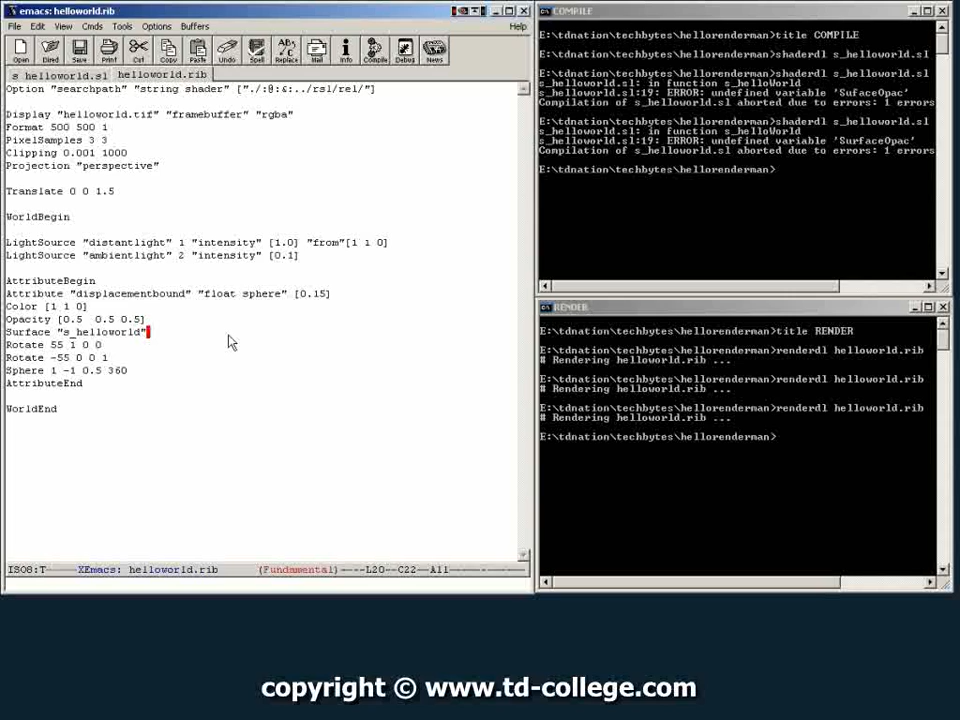 emacs: helloworld.rib
File Edit View Cmds Tools Options Buffers Help
Open Dired Save Print Cut Copy Paste Undo Spell Replace Mail Info Compile Debug News
s helloworld.sl helloworld.rib
Option "searchpath" "string shader" ["./:@:&:../rsl/rel/"]
Display "helloworld.tif" "framebuffer" "rgba"
Format 500 500 1
PixelSamples 3 3
Clipping 0.001 1000
Projection "perspective"
Translate 0 0 1.5
WorldBegin
LightSource "distantlight" 1 "intensity" [1.0] "from"[1 1 0]
LightSource "ambientlight" 2 "intensity" [0.1]
AttributeBegin
Attribute "displacementbound" "float sphere" [0.15]
Color [1 1 0]
Opacity [0.5 0.5 0.5]
Surface "s_helloworld"
Rotate 55 1 0 0
Rotate -55 0 0 1
Sphere 1 -1 0.5 360
AttributeEnd
WorldEnd
ISO8:T----XEmacs: helloworld.rib (Fundamental)----L20--C22--All
COMPILE
E:\tdnation\techbytes\hellorenderman>title COMPILE
E:\tdnation\techbytes\hellorenderman>shaderdl s_helloworld.sl
E:\tdnation\techbytes\hellorenderman>shaderdl s_helloworld.sl
s_helloworld.sl: in function s_helloWorld
s_helloworld.sl:19: ERROR: undefined variable 'SufaceOpac'
Compilation of s_helloworld.sl aborted due to errors: 1 errors
E:\tdnation\techbytes\hellorenderman>shaderdl s_helloworld.sl
s_helloworld.sl: in function s_helloWorld
s_helloworld.sl:19: ERROR: undefined variable 'SurfaceOpac'
Compilation of s_helloworld.sl aborted due to errors: 1 errors
E:\tdnation\techbytes\hellorenderman>
RENDER
E:\tdnation\techbytes\hellorenderman>title RENDER
E:\tdnation\techbytes\hellorenderman>renderdl helloworld.rib
# Rendering helloworld.rib ...
E:\tdnation\techbytes\hellorenderman>renderdl helloworld.rib
# Rendering helloworld.rib ...
E:\tdnation\techbytes\hellorenderman>renderdl helloworld.rib
# Rendering helloworld.rib ...
E:\tdnation\techbytes\hellorenderman>
copyright © www.td-college.com